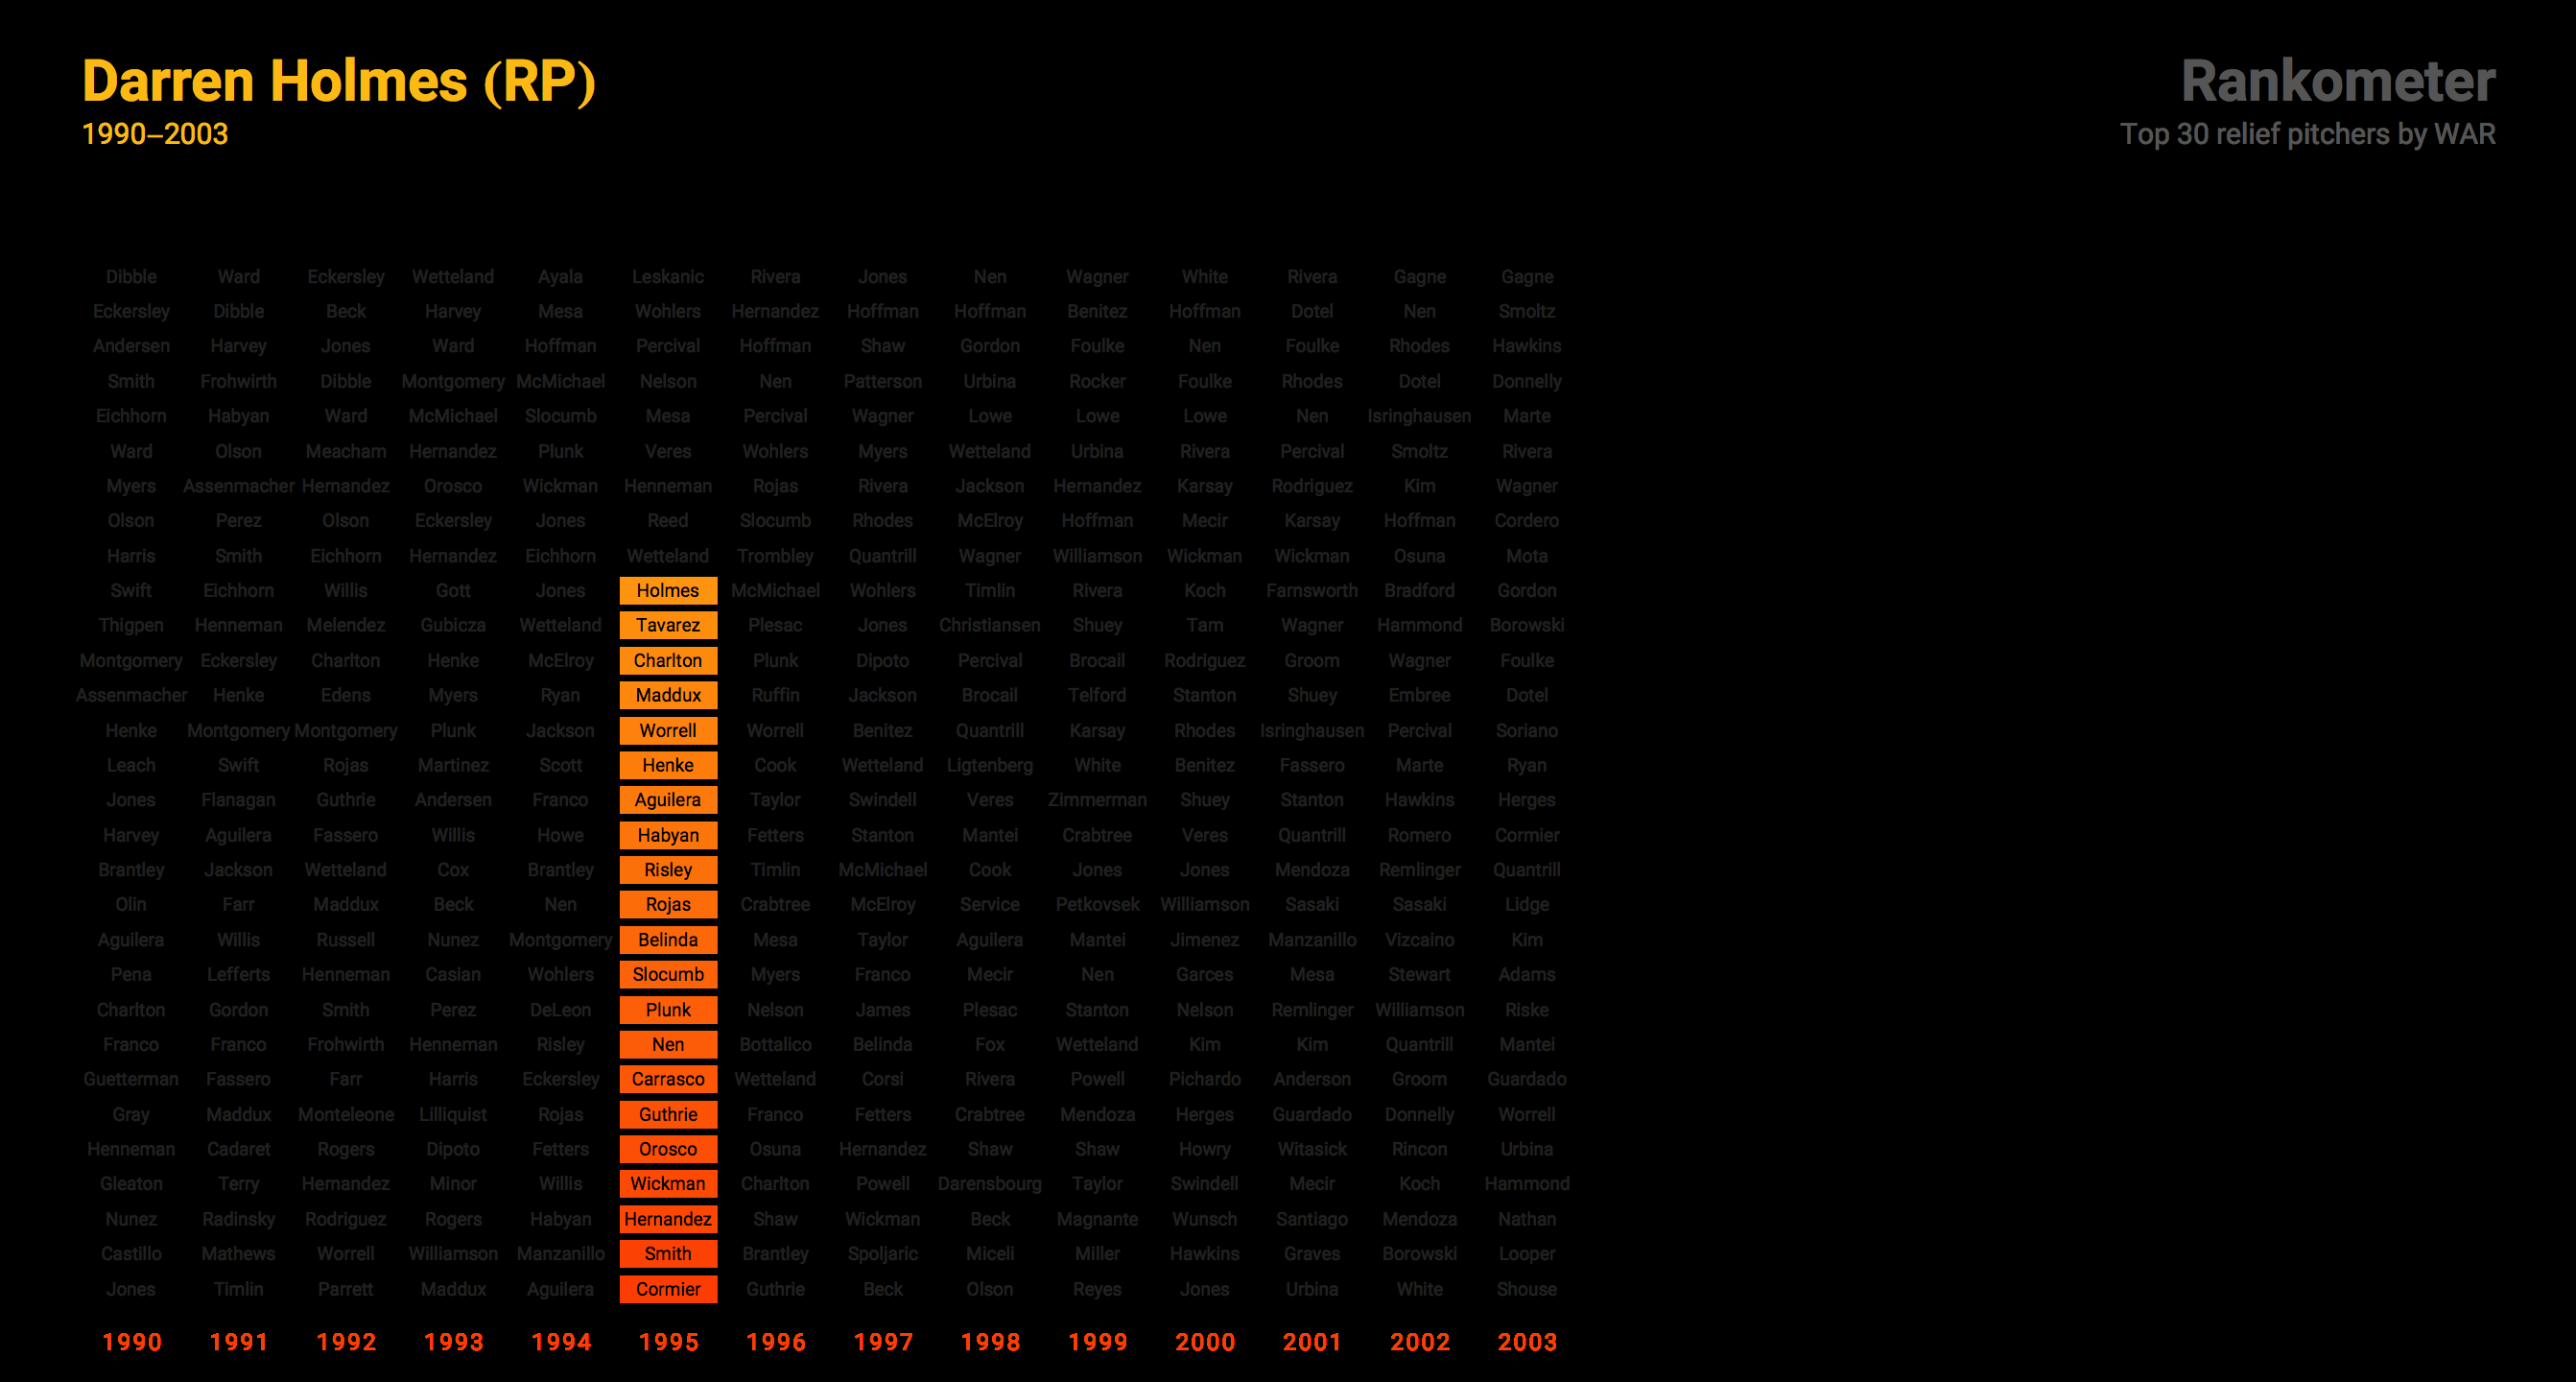 Darren Holmes (RP)
1990–2003
Rankometer
Top 30 relief pitchers by WAR
Dibble Ward Eckersley Wetteland Ayala Leskanic Rivera Jones Nen Wagner White Rivera Gagne Gagne
Eckersley Dibble Beck Harvey Mesa Wohlers Hernandez Hoffman Hoffman Benitez Hoffman Dotel Nen Smoltz
Andersen Harvey Jones Ward Hoffman Percival Hoffman Shaw Gordon Foulke Nen Foulke Rhodes Hawkins
Smith Frohwirth Dibble Montgomery McMichael Nelson Nen Patterson Urbina Rocker Foulke Rhodes Dotel Donnelly
Eichhorn Habyan Ward McMichael Slocumb Mesa Percival Wagner Lowe Lowe Lowe Nen Isringhausen Marte
Ward Olson Meacham Hernandez Plunk Veres Wohlers Myers Wetteland Urbina Rivera Percival Smoltz Rivera
Myers Assenmacher Hernandez Orosco Wickman Henneman Rojas Rivera Jackson Hernandez Karsay Rodriguez Kim Wagner
Olson Perez Olson Eckersley Jones Reed Slocumb Rhodes McElroy Hoffman Mecir Karsay Hoffman Cordero
Harris Smith Eichhorn Hernandez Eichhorn Wetteland Trombley Quantrill Wagner Williamson Wickman Wickman Osuna Mota
Swift Eichhorn Willis Gott Jones Holmes McMichael Wohlers Timlin Rivera Koch Farnsworth Bradford Gordon
Thigpen Henneman Melendez Gubicza Wetteland Tavarez Plesac Jones Christiansen Shuey Tam Wagner Hammond Borowski
Montgomery Eckersley Charlton Henke McElroy Charlton Plunk Dipoto Percival Brocail Rodriguez Groom Wagner Foulke
Assenmacher Henke Edens Myers Ryan Maddux Ruffin Jackson Brocail Telford Stanton Shuey Embree Dotel
Henke Montgomery Montgomery Plunk Jackson Worrell Worrell Benitez Quantrill Karsay Rhodes Isringhausen Percival Soriano
Leach Swift Rojas Martinez Scott Henke Cook Wetteland Ligtenberg White Benitez Fassero Marte Ryan
Jones Flanagan Guthrie Andersen Franco Aguilera Taylor Swindell Veres Zimmerman Shuey Stanton Hawkins Herges
Harvey Aguilera Fassero Willis Howe Habyan Fetters Stanton Mantei Crabtree Veres Quantrill Romero Cormier
Brantley Jackson Wetteland Cox Brantley Risley Timlin McMichael Cook Jones Jones Mendoza Remlinger Quantrill
Olin Farr Maddux Beck Nen Rojas Crabtree McElroy Service Petkovsek Williamson Sasaki Sasaki Lidge
Aguilera Willis Russell Nunez Montgomery Belinda Mesa Taylor Aguilera Mantei Jimenez Manzanillo Vizcaino Kim
Pena Lefferts Henneman Casian Wohlers Slocumb Myers Franco Mecir Nen Garces Mesa Stewart Adams
Charlton Gordon Smith Perez DeLeon Plunk Nelson James Plesac Stanton Nelson Remlinger Williamson Riske
Franco Franco Frohwirth Henneman Risley Nen Bottalico Belinda Fox Wetteland Kim Kim Quantrill Mantei
Guetterman Fassero Farr Harris Eckersley Carrasco Wetteland Corsi Rivera Powell Pichardo Anderson Groom Guardado
Gray Maddux Monteleone Lilliquist Rojas Guthrie Franco Fetters Crabtree Mendoza Herges Guardado Donnelly Worrell
Henneman Cadaret Rogers Dipoto Fetters Orosco Osuna Hernandez Shaw Shaw Howry Witasick Rincon Urbina
Gleaton Terry Hernandez Minor Willis Wickman Charlton Powell Darensbourg Taylor Swindell Mecir Koch Hammond
Nunez Radinsky Rodriguez Rogers Habyan Hernandez Shaw Wickman Beck Magnante Wunsch Santiago Mendoza Nathan
Castillo Mathews Worrell Williamson Manzanillo Smith Brantley Spoljaric Miceli Miller Hawkins Graves Borowski Looper
Jones Timlin Parrett Maddux Aguilera Cormier Guthrie Beck Olson Reyes Jones Urbina White Shouse
1990 1991 1992 1993 1994 1995 1996 1997 1998 1999 2000 2001 2002 2003